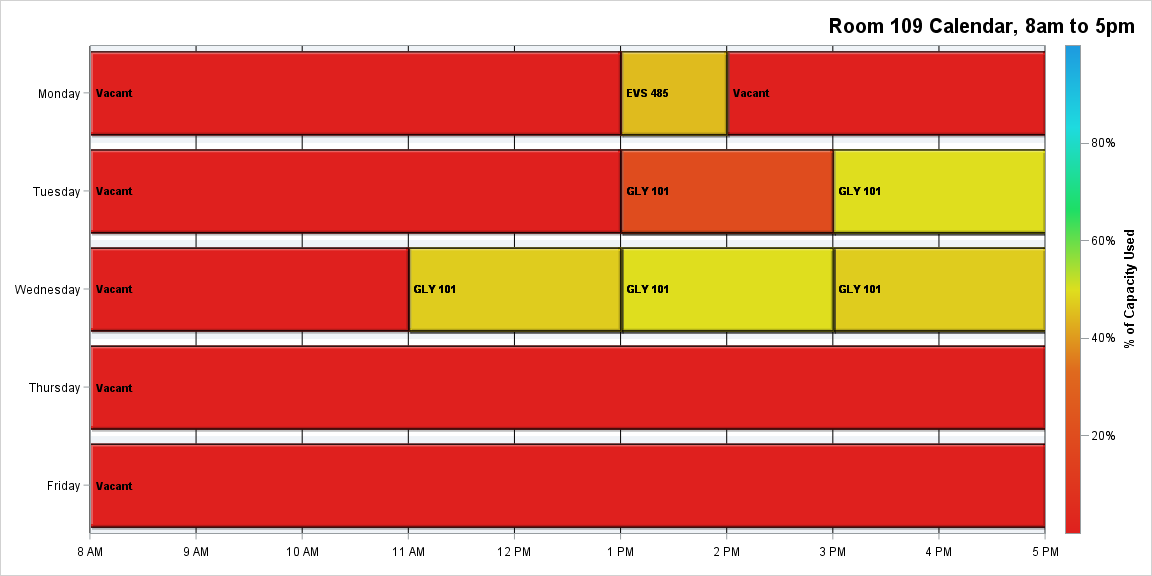 Room 109 Calendar, 8am to 5pm
Monday
Vacant
EVS 485
Vacant
Tuesday
Vacant
GLY 101
GLY 101
Wednesday
Vacant
GLY 101
GLY 101
GLY 101
Thursday
Vacant
Friday
Vacant
8 AM
9 AM
10 AM
11 AM
12 PM
1 PM
2 PM
3 PM
4 PM
5 PM
80%
60%
40%
20%
% of Capacity Used